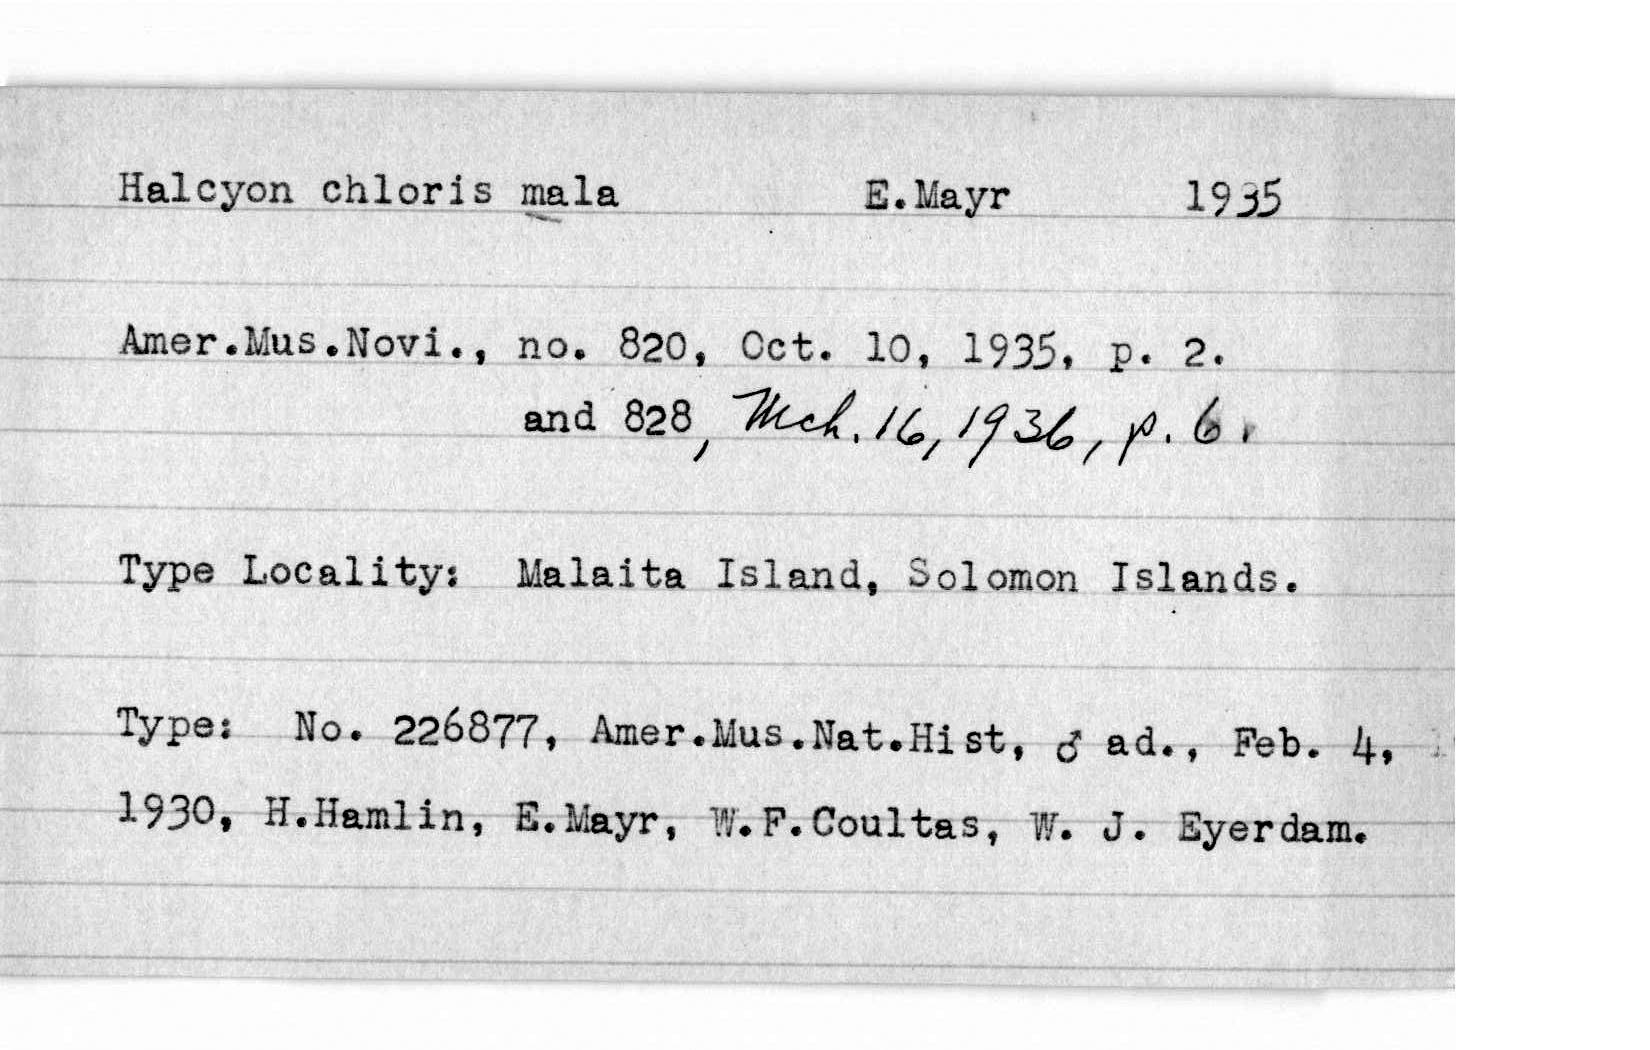 Halcyon chloris mala E.Mayr 1935
Amer.Mus.Novi., no. 820, Oct. 10, 1935, p. 2.
and 828, Mch. 16, 1936, p. 6.
Type Locality: Malaita Island, Solomon Islands.
Type: No. 226877, Amer.Mus.Nat.Hist, ♂ ad., Feb. 4,
1930, H.Hamlin, E.Mayr, W.F.Coultas, W. J. Eyerdam.